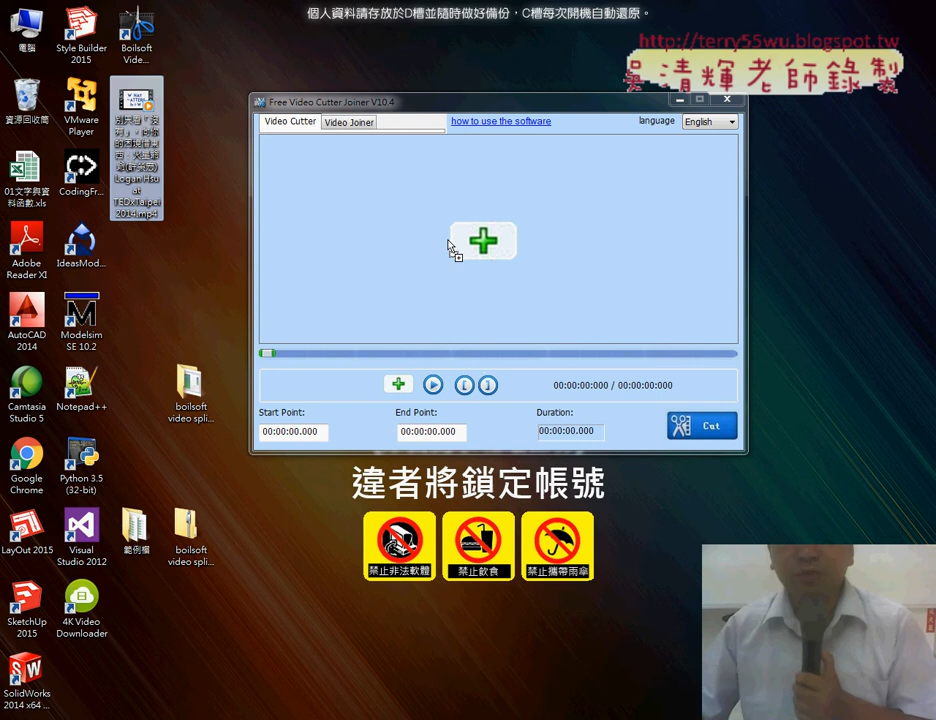 個人資料請存放於D槽並隨時做好備份，C槽每次開機自動還原。
http://terry55wu.blogspot.tw
吳清輝老師錄製
電腦
Style Builder
2015
Boilsoft
Vide...
資源回收筒
VMware
Player
Logan Hsu
at
TEDxTaipei
2014.mp4
01文字與資
料函數.xls
CodingFr...
Adobe
Reader XI
IdeasMod...
AutoCAD
2014
Modelsim
SE 10.2
Camtasia
Studio 5
Notepad++
boilsoft
video spli...
Google
Chrome
Python 3.5
(32-bit)
LayOut 2015
Visual
Studio 2012
範例檔
boilsoft
video spli...
SketchUp
2015
4K Video
Downloader
SolidWorks
2014 x64 ...
Free Video Cutter Joiner V10.4
Video Cutter
Video Joiner
how to use the software
language
English
00:00:00:000 / 00:00:00:000
Start Point:
End Point:
Duration:
00:00:00.000
00:00:00.000
00:00:00.000
Cut
違者將鎖定帳號
禁止非法軟體
禁止飲食
禁止攜帶雨傘